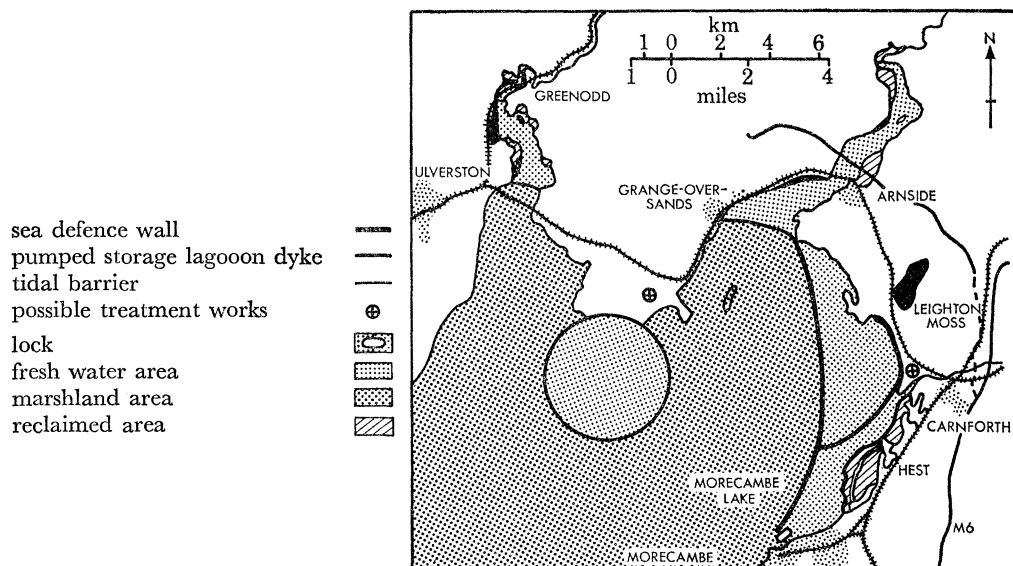 sea defence wall
pumped storage lagooon dyke
tidal barrier
possible treatment works
lock
fresh water area
marshland area
reclaimed area
km
1 0 2 4 6
1 0 2 4
miles
N
GREENODD
ULVERSTON
GRANGE-OVER-
SANDS
ARNSIDE
LEIGHTON
MOSS
CARNFORTH
HEST
MORECAMBE
LAKE
M6
MORECAMBE